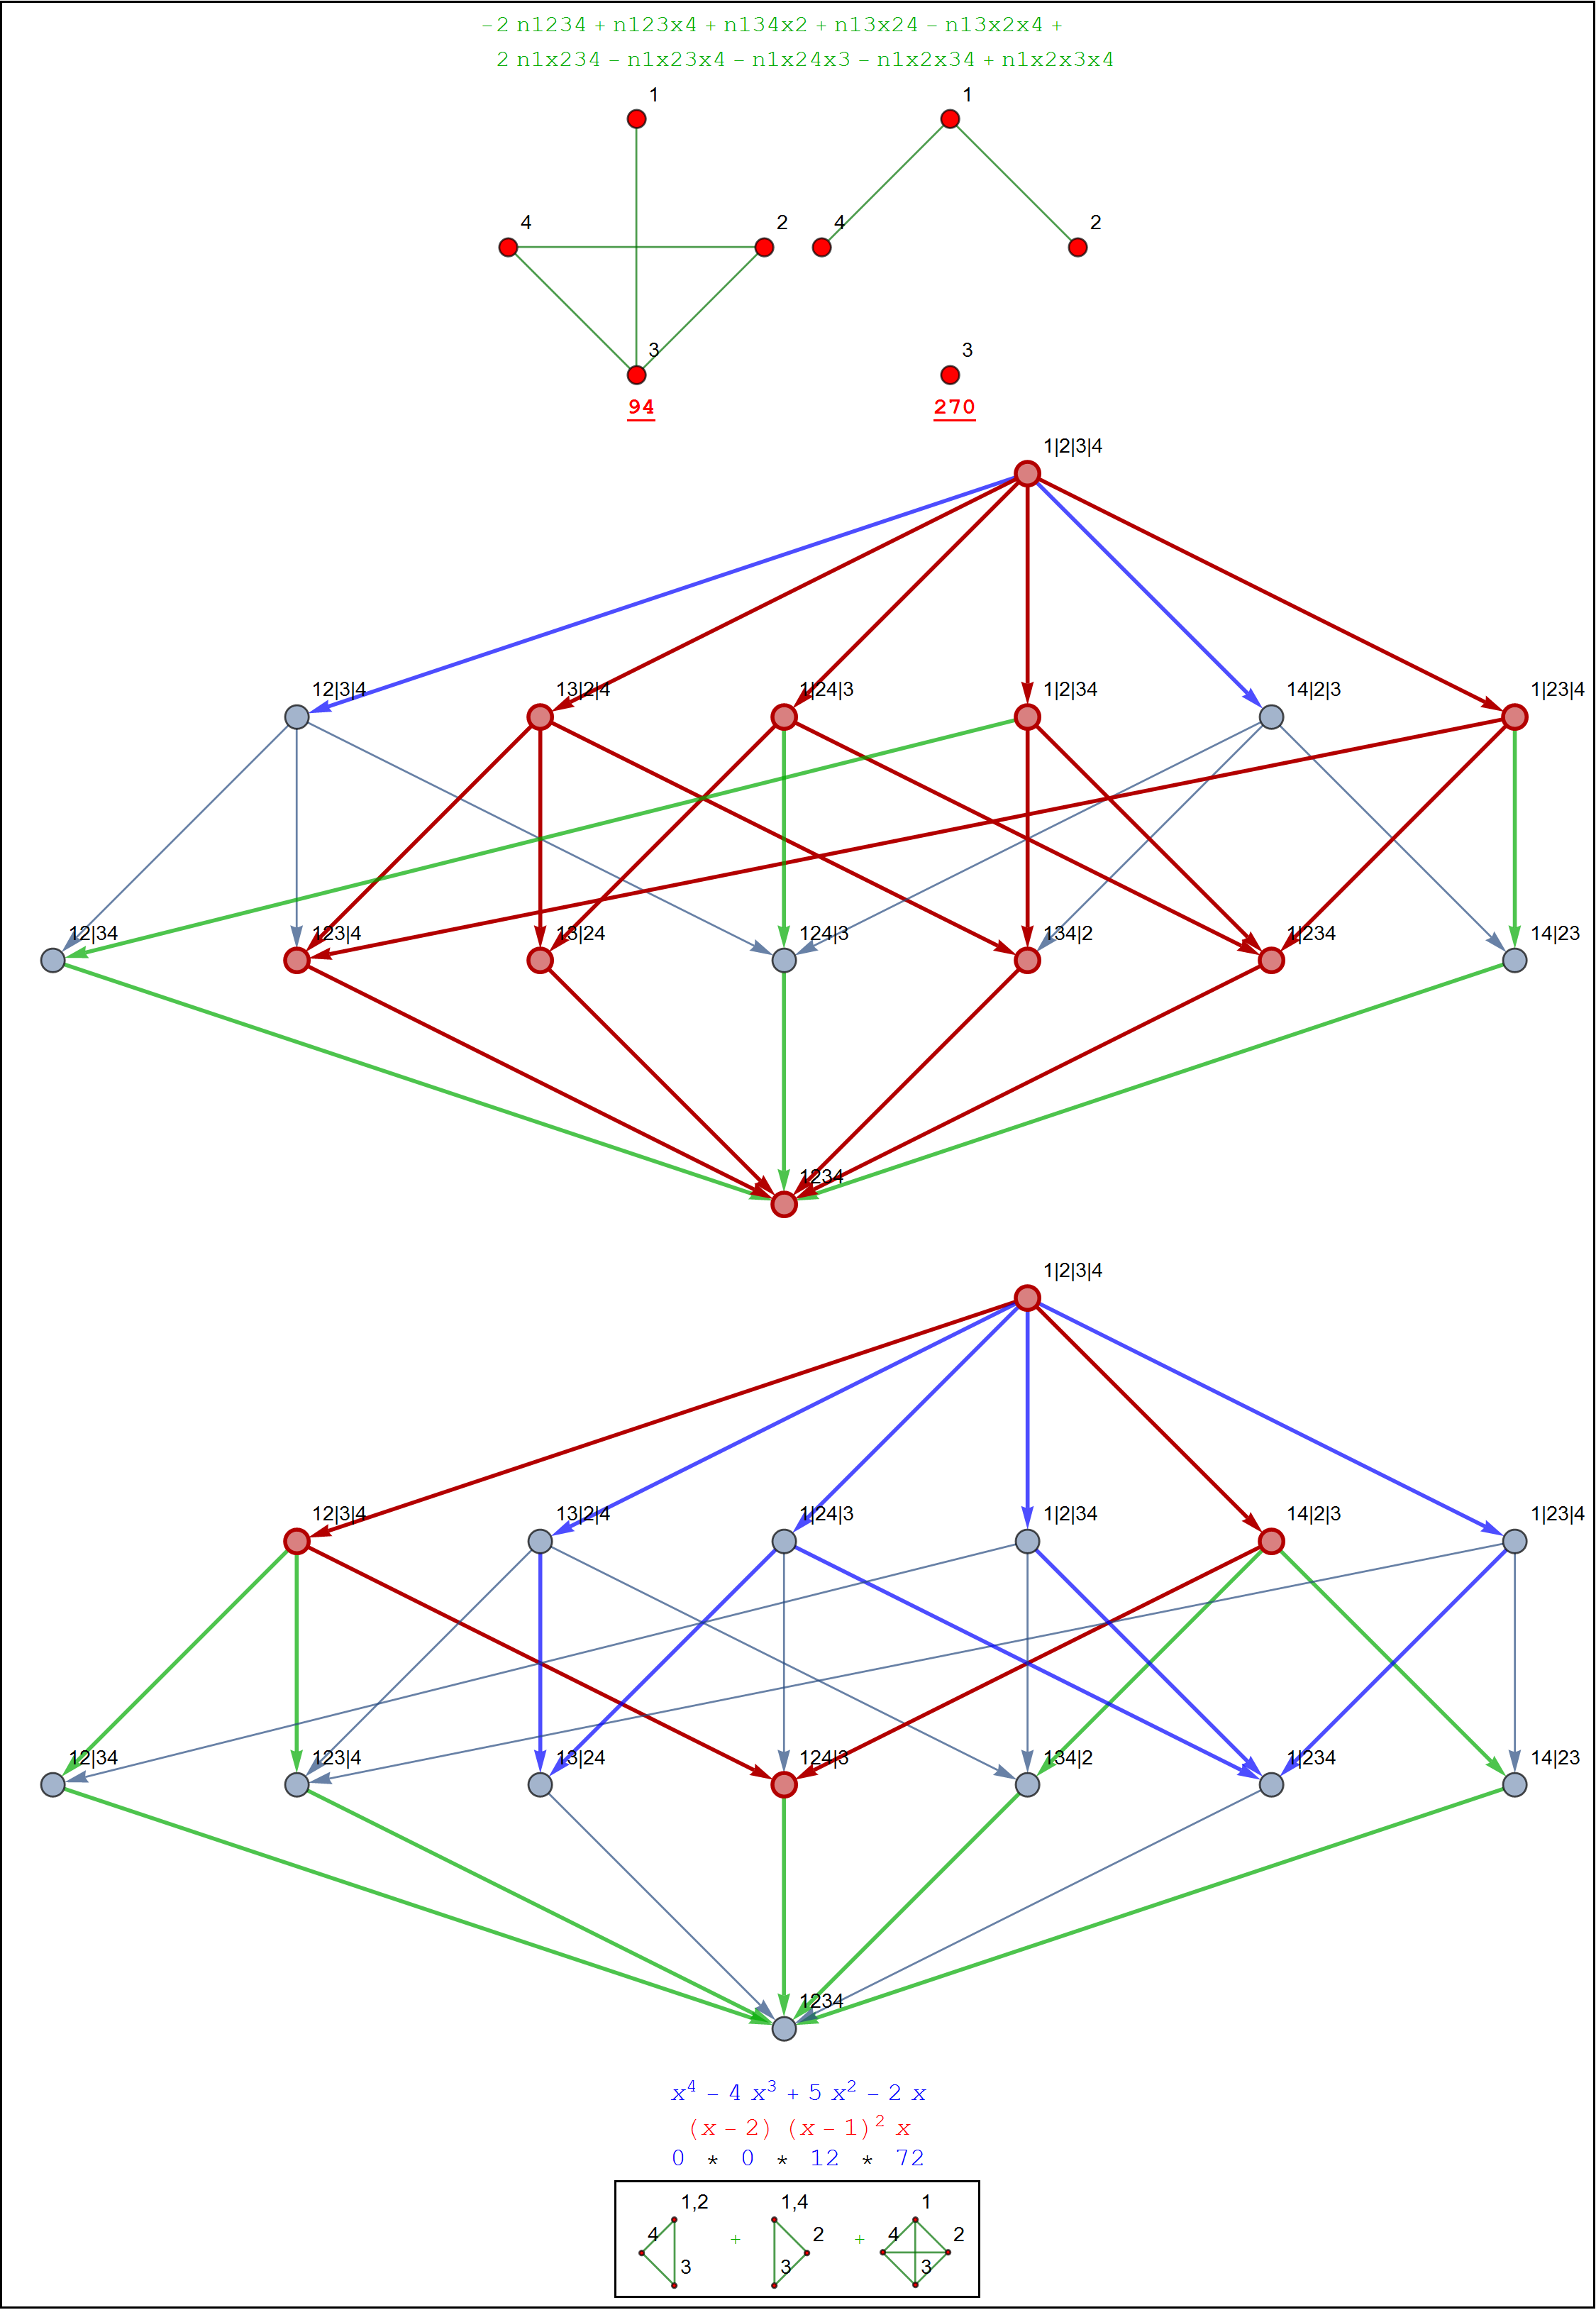 -2 n1234 + n123x4 + n134x2 + n13x24 - n13x2x4 +
2 n1x234 - n1x23x4 - n1x24x3 - n1x2x34 + n1x2x3x4
1 1
4 2 4 2
3 3
94 270
1|2|3|4
12|3|4 13|2|4 1|24|3 1|2|34 14|2|3 1|23|4
12|34 123|4 13|24 124|3 134|2 1|234 14|23
1234
1|2|3|4
12|3|4 13|2|4 1|24|3 1|2|34 14|2|3 1|23|4
12|34 123|4 13|24 124|3 134|2 1|234 14|23
1234
x⁴ - 4 x³ + 5 x² - 2 x
(x - 2) (x - 1)² x
0 * 0 * 12 * 72
1,2 1,4 1
4 + 2 + 4 2
3 3 3